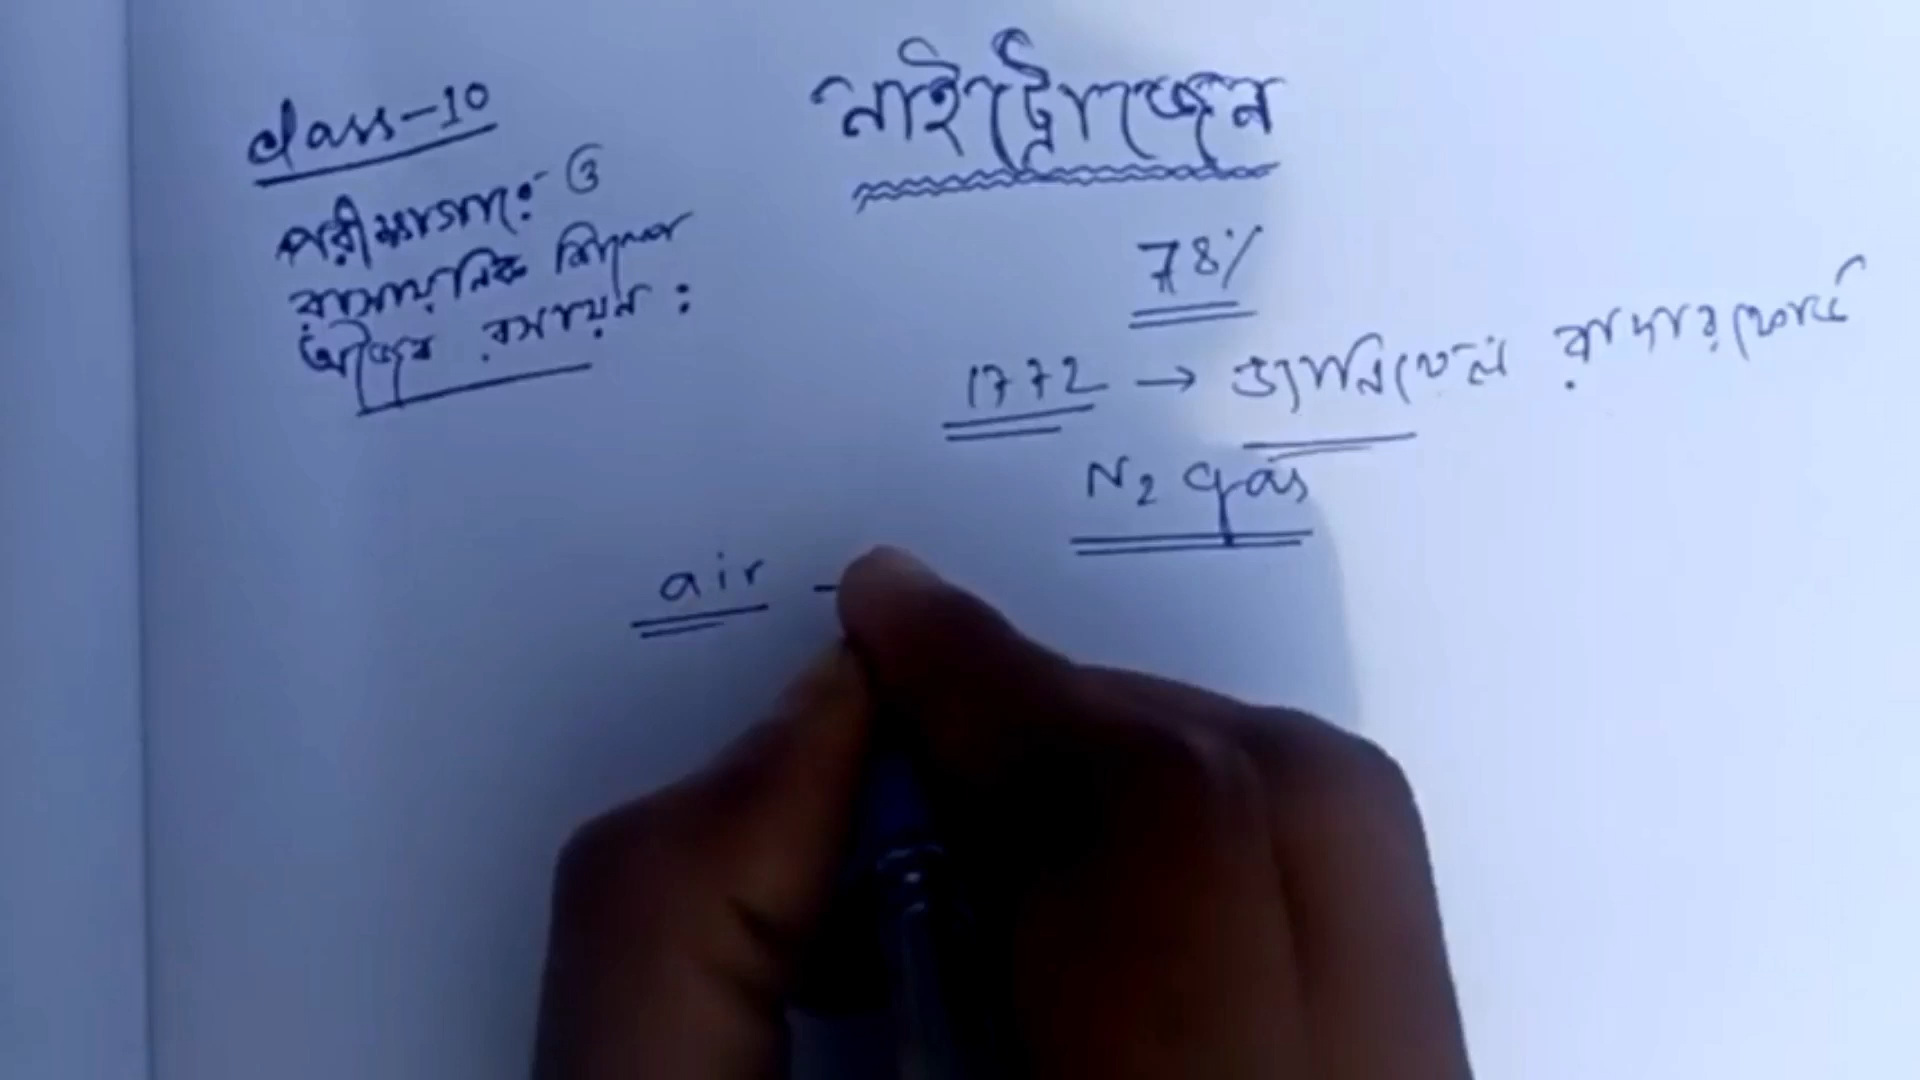 class-10
পরীক্ষাগার: ও
রাসায়নিক শিল্পে
অজৈব রসায়ন :
নাইট্রোজেন
78%
1772 → ড্যানিয়েল রাদারফোর্ড
N2 gas
air -